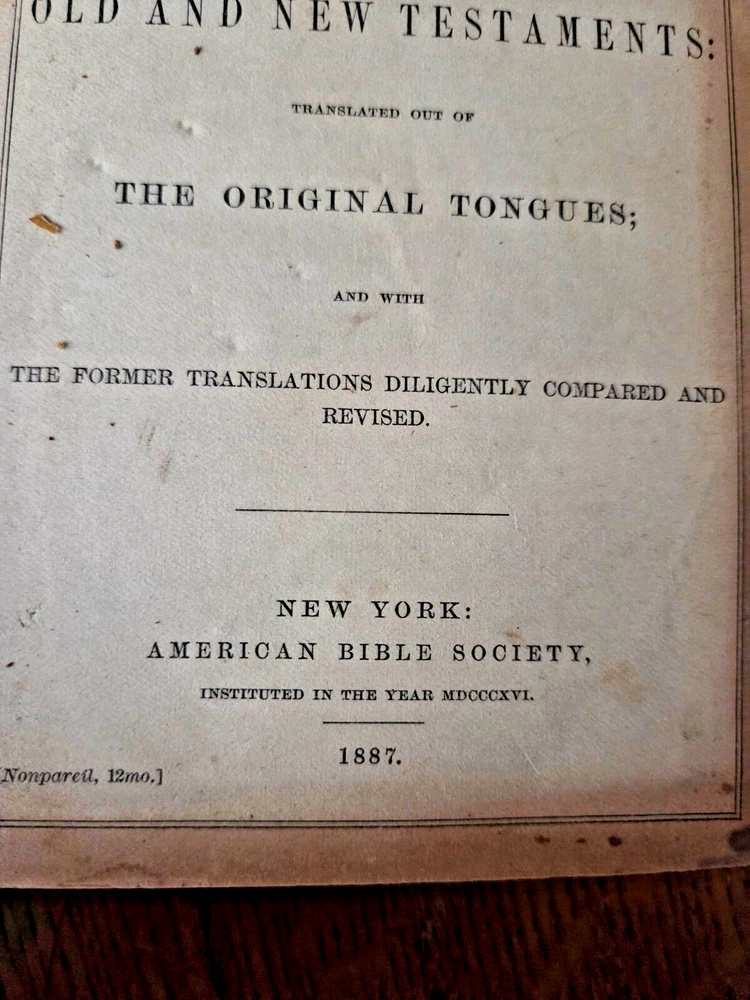 OLD AND NEW TESTAMENTS:
TRANSLATED OUT OF
THE ORIGINAL TONGUES;
AND WITH
THE FORMER TRANSLATIONS DILIGENTLY COMPARED AND
REVISED.
NEW YORK:
AMERICAN BIBLE SOCIETY,
INSTITUTED IN THE YEAR MDCCCXVI.
1887.
[Nonpareil, 12mo.]